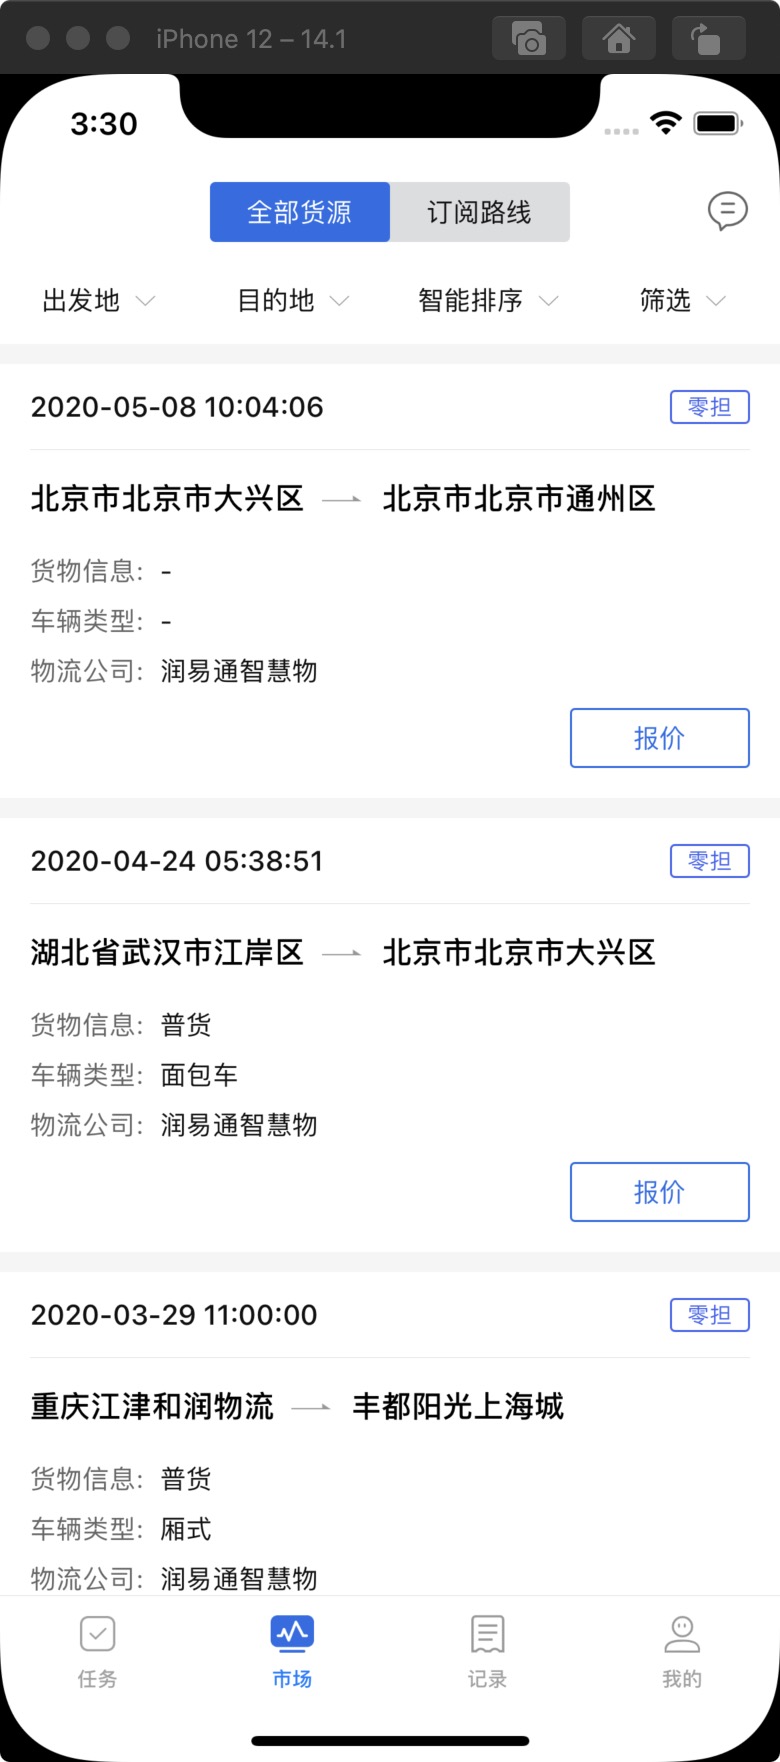 iPhone 12 – 14.1
3:30
全部货源 订阅路线
出发地 目的地 智能排序 筛选
2020-05-08 10:04:06 零担
北京市北京市大兴区 北京市北京市通州区
货物信息: -
车辆类型: -
物流公司: 润易通智慧物
报价
2020-04-24 05:38:51 零担
湖北省武汉市江岸区 北京市北京市大兴区
货物信息: 普货
车辆类型: 面包车
物流公司: 润易通智慧物
报价
2020-03-29 11:00:00 零担
重庆江津和润物流 丰都阳光上海城
货物信息: 普货
车辆类型: 厢式
物流公司: 润易通智慧物
任务 市场 记录 我的